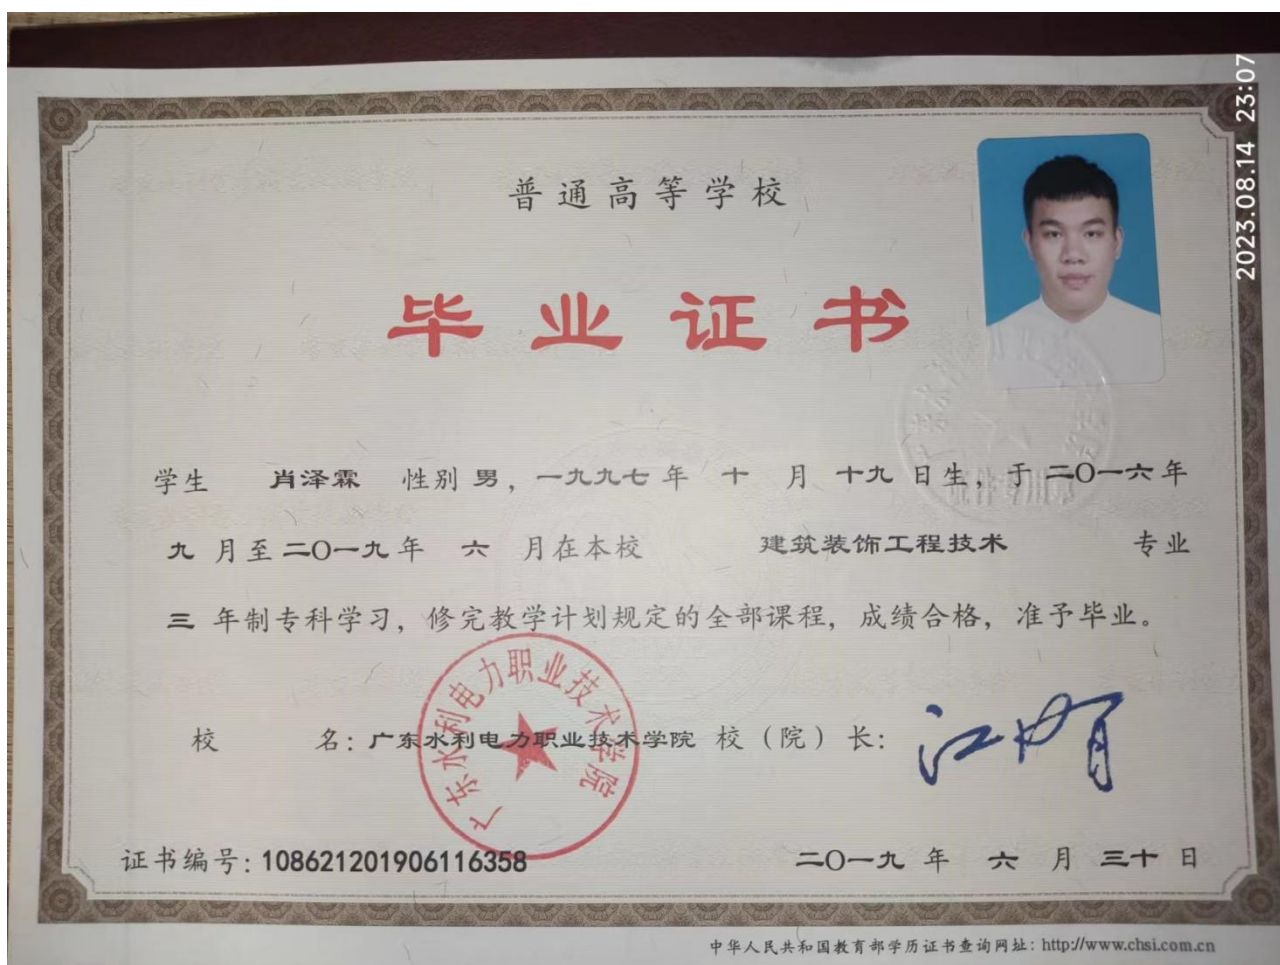 普通高等学校
毕业证书
学生 肖泽霖 性别 男，一九九七年 十 月 十九 日生，于 二〇一六年
九 月至 二〇一九年 六 月在本校 建筑装饰工程技术 专业
三 年制专科学习，修完教学计划规定的全部课程，成绩合格，准予毕业。
校 名：广东水利电力职业技术学院 校（院）长：
广东水利电力职业技术学院
证书编号：108621201906116358 二〇一九 年 六 月 三十 日
中华人民共和国教育部学历证书查询网址：http://www.chsi.com.cn
2023.08.14 23:07